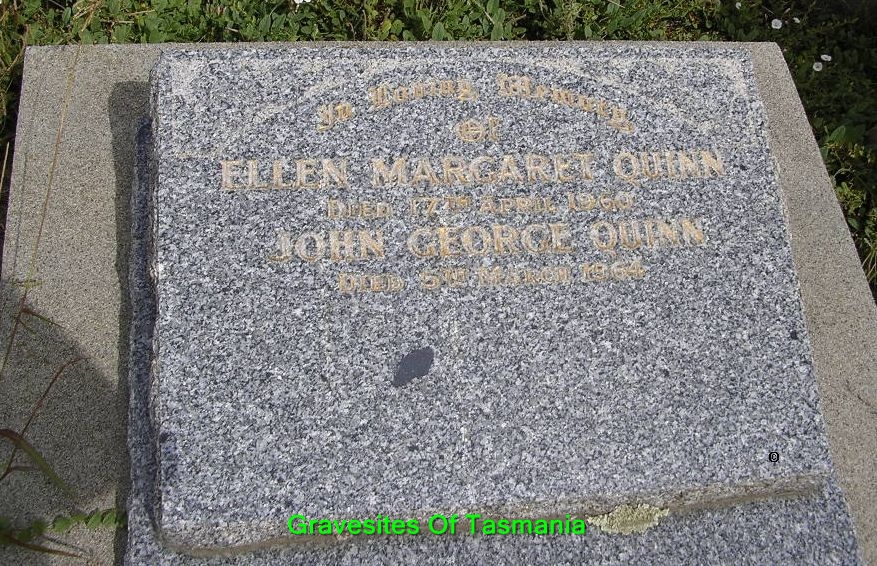 In Loving Memory
of
ELLEN MARGARET QUINN
DIED 17TH APRIL 1960
JOHN GEORGE QUINN
DIED 5TH MARCH 1964
©
Gravesites Of Tasmania